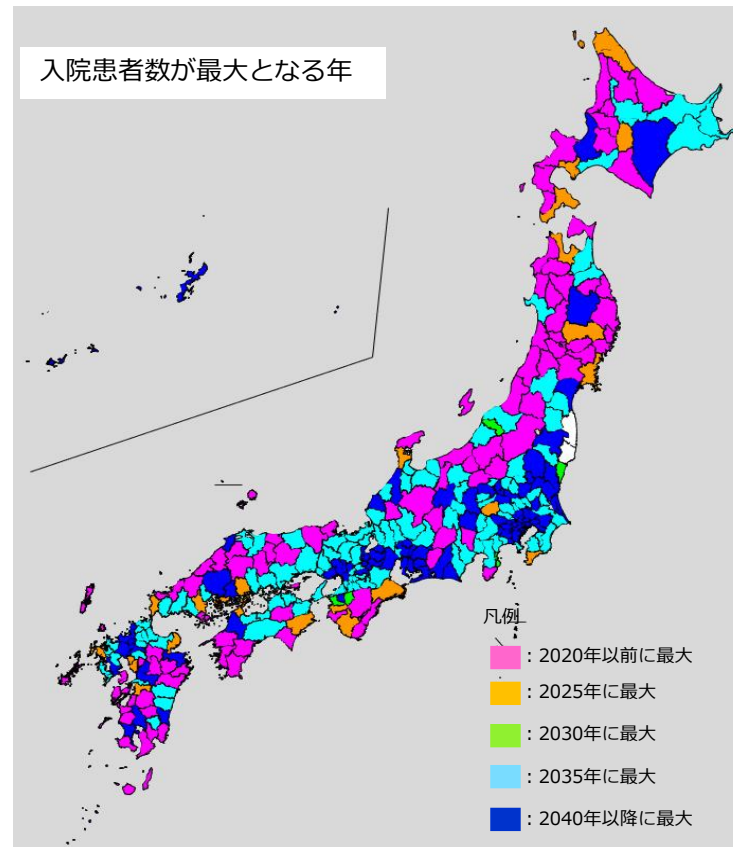 入院患者数が最大となる年
凡例
：2020年以前に最大
：2025年に最大
：2030年に最大
：2035年に最大
：2040年以降に最大